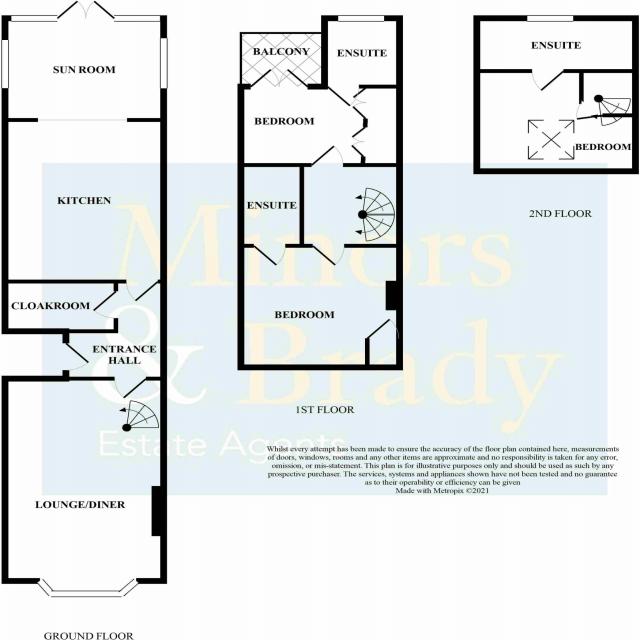 SUN ROOM
KITCHEN
CLOAKROOM
ENTRANCE
HALL
LOUNGE/DINER
GROUND FLOOR
BALCONY
ENSUITE
BEDROOM
ENSUITE
BEDROOM
1ST FLOOR
ENSUITE
BEDROOM
2ND FLOOR
Minors
& Brady
Estate Agents
Whilst every attempt has been made to ensure the accuracy of the floor plan contained here, measurements
of doors, windows, rooms and any other items are approximate and no responsibility is taken for any error,
omission, or mis-statement. This plan is for illustrative purposes only and should be used as such by any
prospective purchaser. The services, systems and appliances shown have not been tested and no guarantee
as to their operability or efficiency can be given
Made with Metropix ©2021